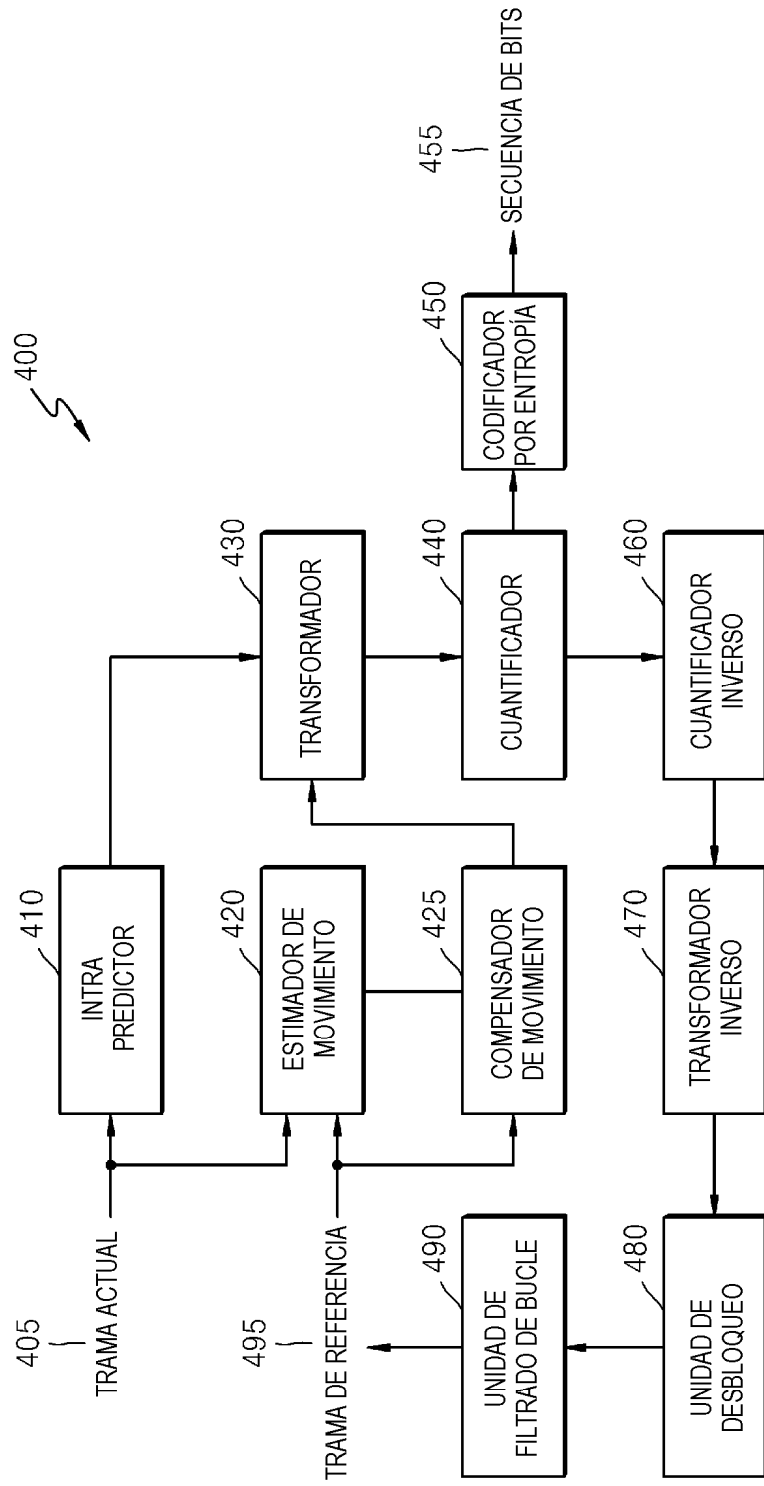 400
405
TRAMA ACTUAL
410
INTRA
PREDICTOR
430
TRANSFORMADOR
495
TRAMA DE REFERENCIA
420
ESTIMADOR DE
MOVIMIENTO
425
COMPENSADOR
DE MOVIMIENTO
440
CUANTIFICADOR
450
CODIFICADOR
POR ENTROPÍA
455
SECUENCIA DE BITS
490
UNIDAD DE
FILTRADO DE BUCLE
480
UNIDAD DE
DESBLOQUEO
470
TRANSFORMADOR
INVERSO
460
CUANTIFICADOR
INVERSO